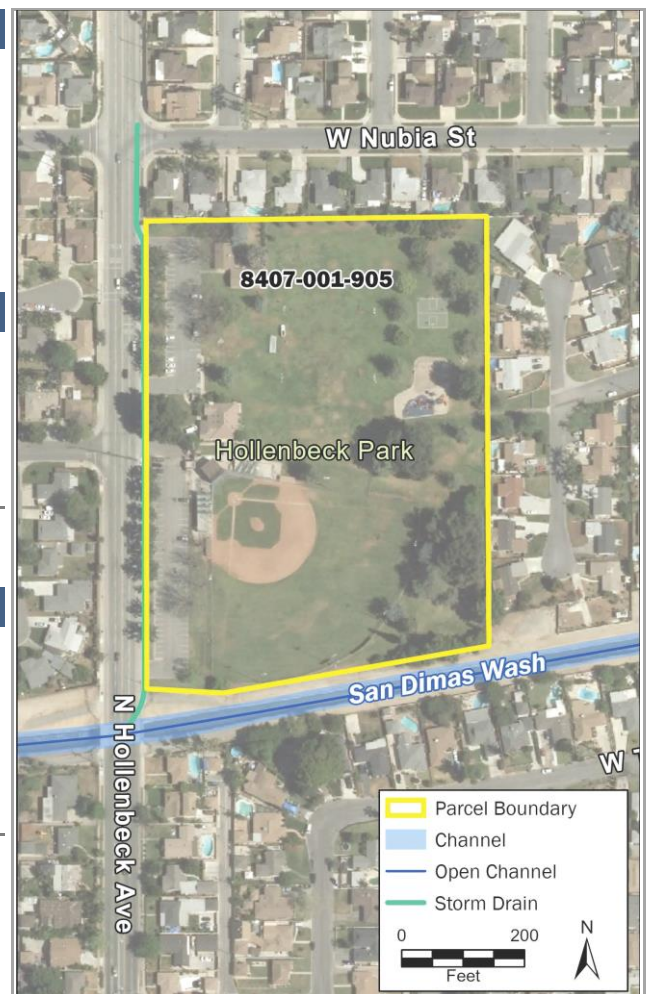 W Nubia St
8407-001-905
Hollenbeck Park
San Dimas Wash
N Hollenbeck Ave
W
Parcel Boundary
Channel
Open Channel
Storm Drain
0 200
Feet
N